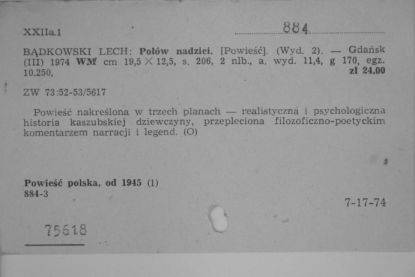 XXIIa.1
884
BĄDKOWSKI LECH: Połów nadziei. [Powieść]. (Wyd. 2). — Gdańsk
(III) 1974 WM cm 19,5 × 12,5, s. 206, 2 nlb., a. wyd. 11,4, g 170, egz.
10.250. zł 24,00
ZW 73:52-53/5617
Powieść nakreślona w trzech planach — realistyczna i psychologiczna
historia kaszubskiej dziewczyny, przepleciona filozoficzno-poetyckim
komentarzem narracji i legend. (O)
Powieść polska, od 1945 (1)
884-3
7-17-74
75618